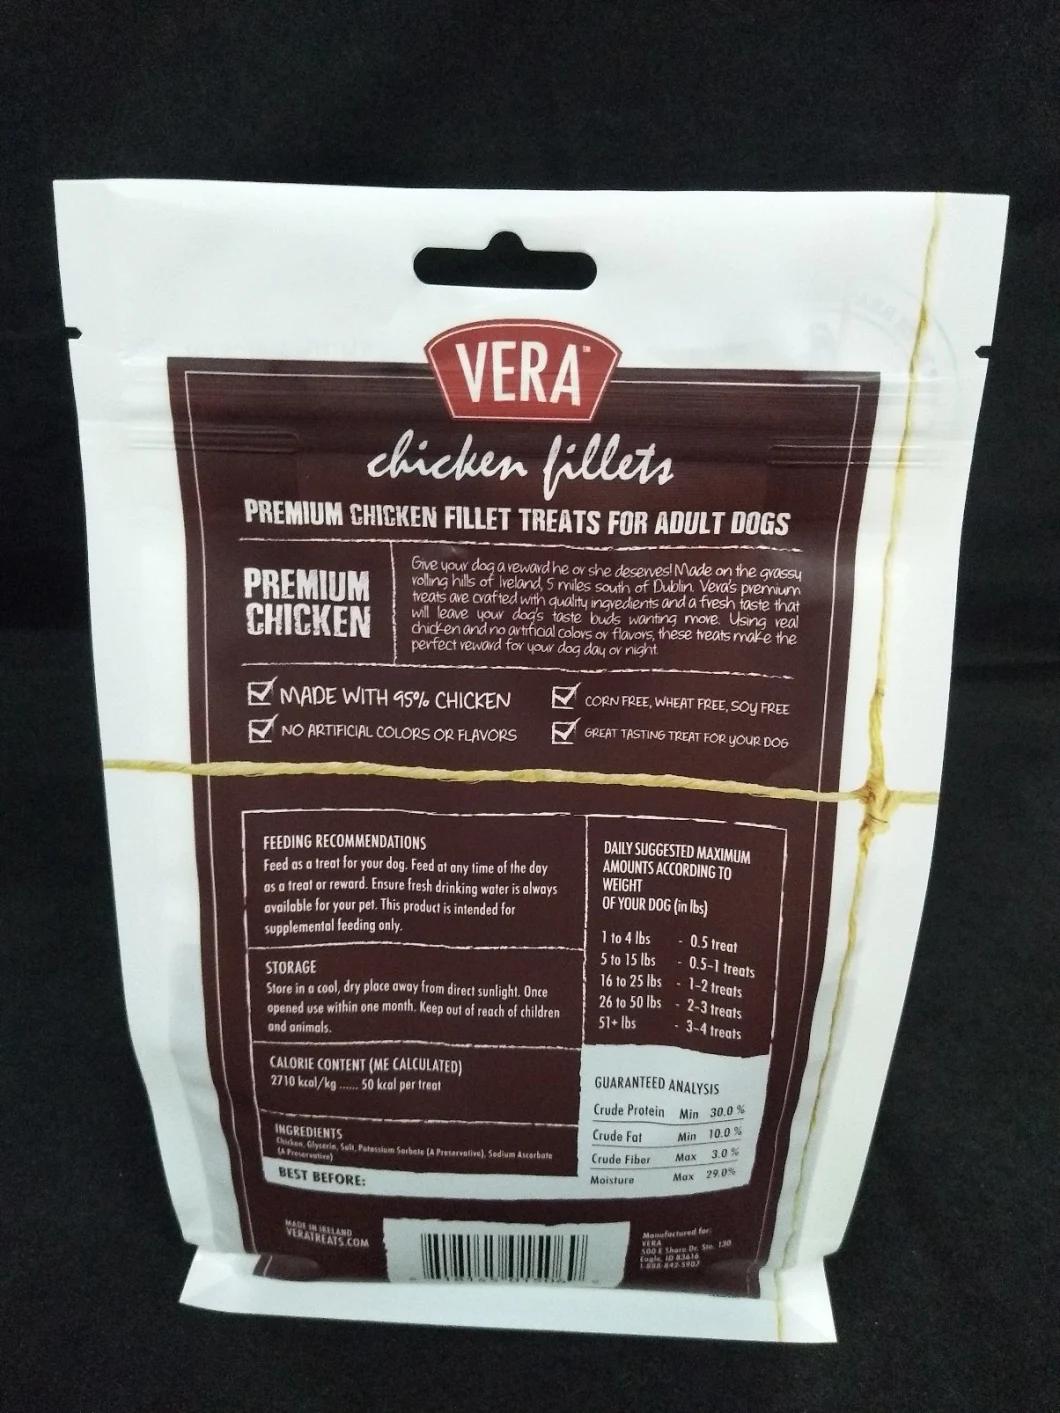 VERA™
chicken fillets
PREMIUM CHICKEN FILLET TREATS FOR ADULT DOGS
PREMIUM
CHICKEN
Give your dog a reward he or she deserves! Made on the grassy
rolling hills of Ireland, 5 miles south of Dublin. Vera's premium
treats are crafted with quality ingredients and a fresh taste that
will leave your dog's taste buds wanting more. Using real
chicken and no artificial colors or flavors, these treats make the
perfect reward for your dog day or night.
MADE WITH 95% CHICKEN
NO ARTIFICIAL COLORS OR FLAVORS
CORN FREE, WHEAT FREE, SOY FREE
GREAT TASTING TREAT FOR YOUR DOG
FEEDING RECOMMENDATIONS
Feed as a treat for your dog. Feed at any time of the day
as a treat or reward. Ensure fresh drinking water is always
available for your pet. This product is intended for
supplemental feeding only.
STORAGE
Store in a cool, dry place away from direct sunlight. Once
opened use within one month. Keep out of reach of children
and animals.
CALORIE CONTENT (ME CALCULATED)
2710 kcal/kg ...... 50 kcal per treat
INGREDIENTS
Chicken, Glycerin, Salt, Potassium Sorbate (A Preservative), Sodium Ascorbate
(A Preservative)
BEST BEFORE:
DAILY SUGGESTED MAXIMUM
AMOUNTS ACCORDING TO
WEIGHT
OF YOUR DOG (in lbs)
1 to 4 lbs - 0.5 treat
5 to 15 lbs - 0.5-1 treats
16 to 25 lbs - 1-2 treats
26 to 50 lbs - 2-3 treats
51+ lbs - 3-4 treats
GUARANTEED ANALYSIS
Crude Protein Min 30.0 %
Crude Fat Min 10.0 %
Crude Fiber Max 3.0 %
Moisture Max 29.0%
MADE IN IRELAND
VERATREATS.COM
Manufactured for:
VERA
500 E Shore Dr. Ste. 120
Eagle, ID 83616
1-888-842-5907